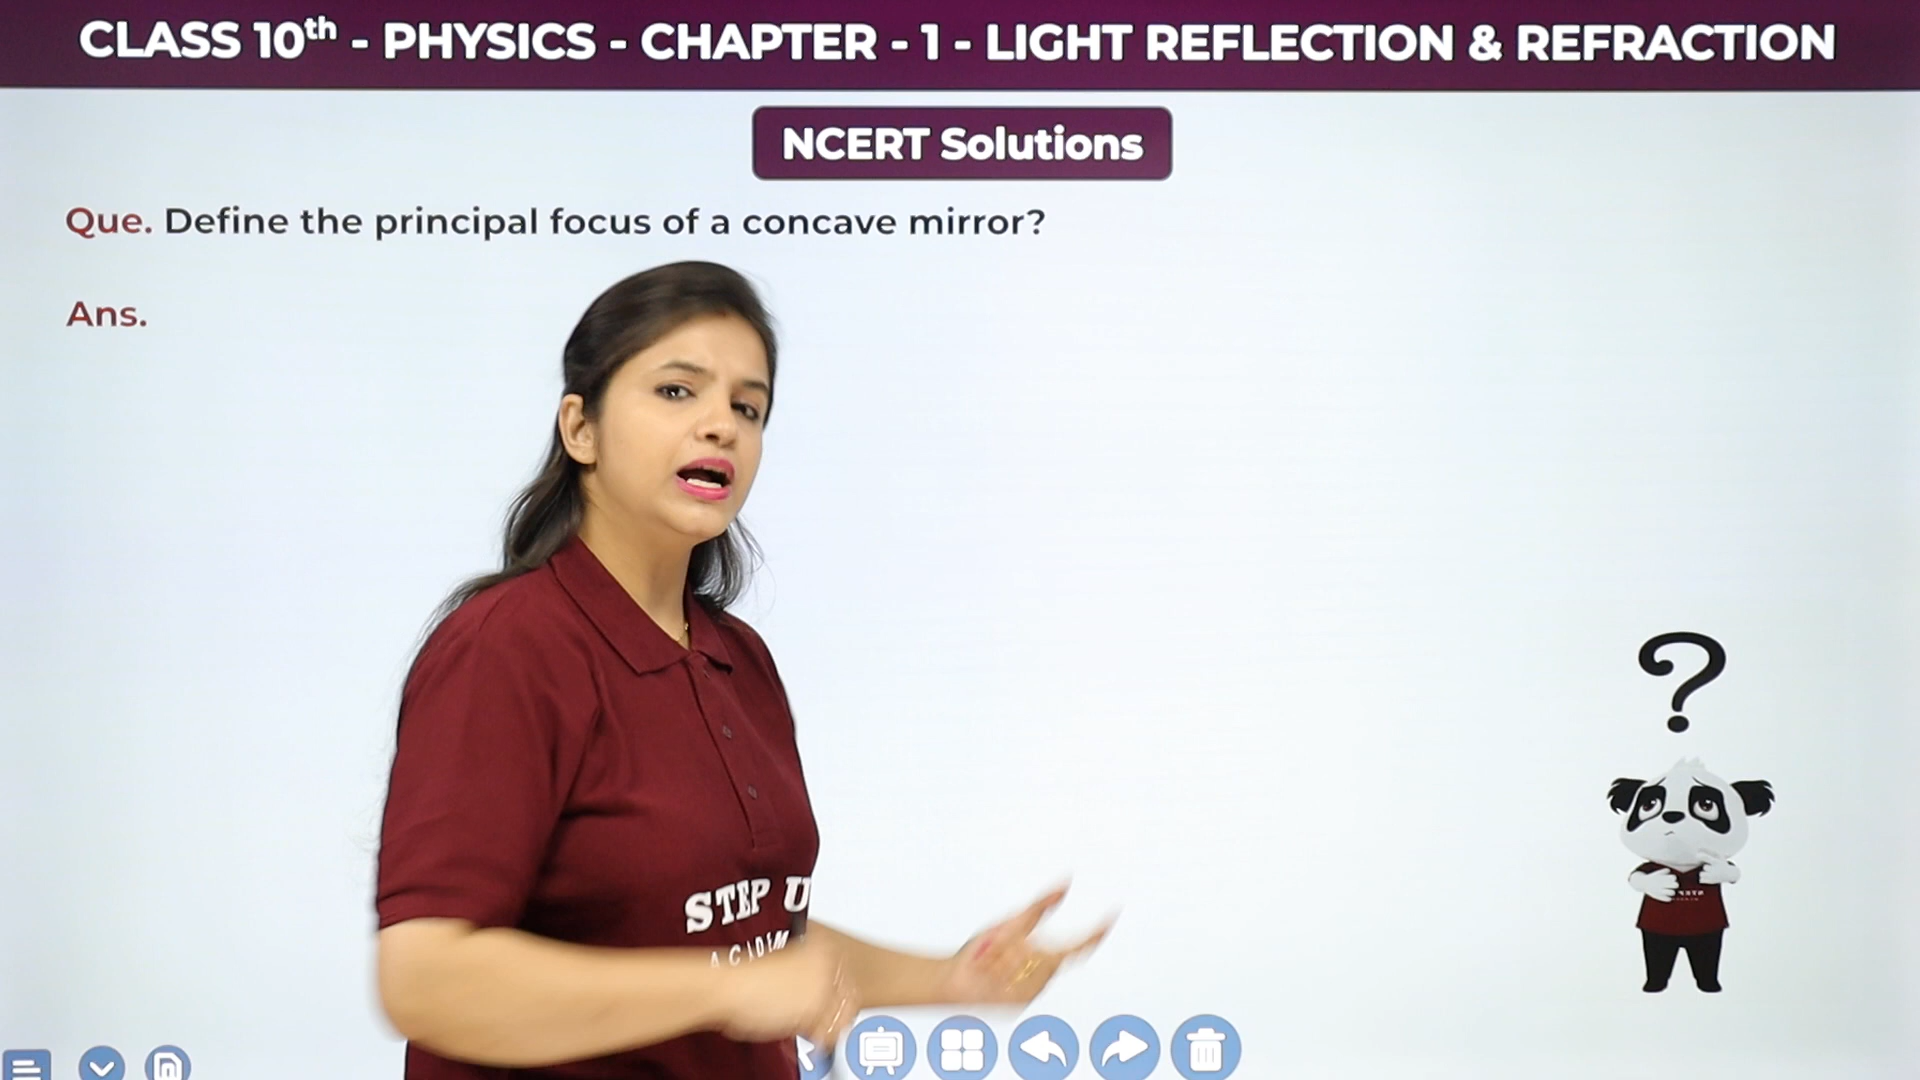 CLASS 10th - PHYSICS - CHAPTER - 1 - LIGHT REFLECTION & REFRACTION
NCERT Solutions
Que. Define the principal focus of a concave mirror?
Ans.
?
STEP U
ACADEM